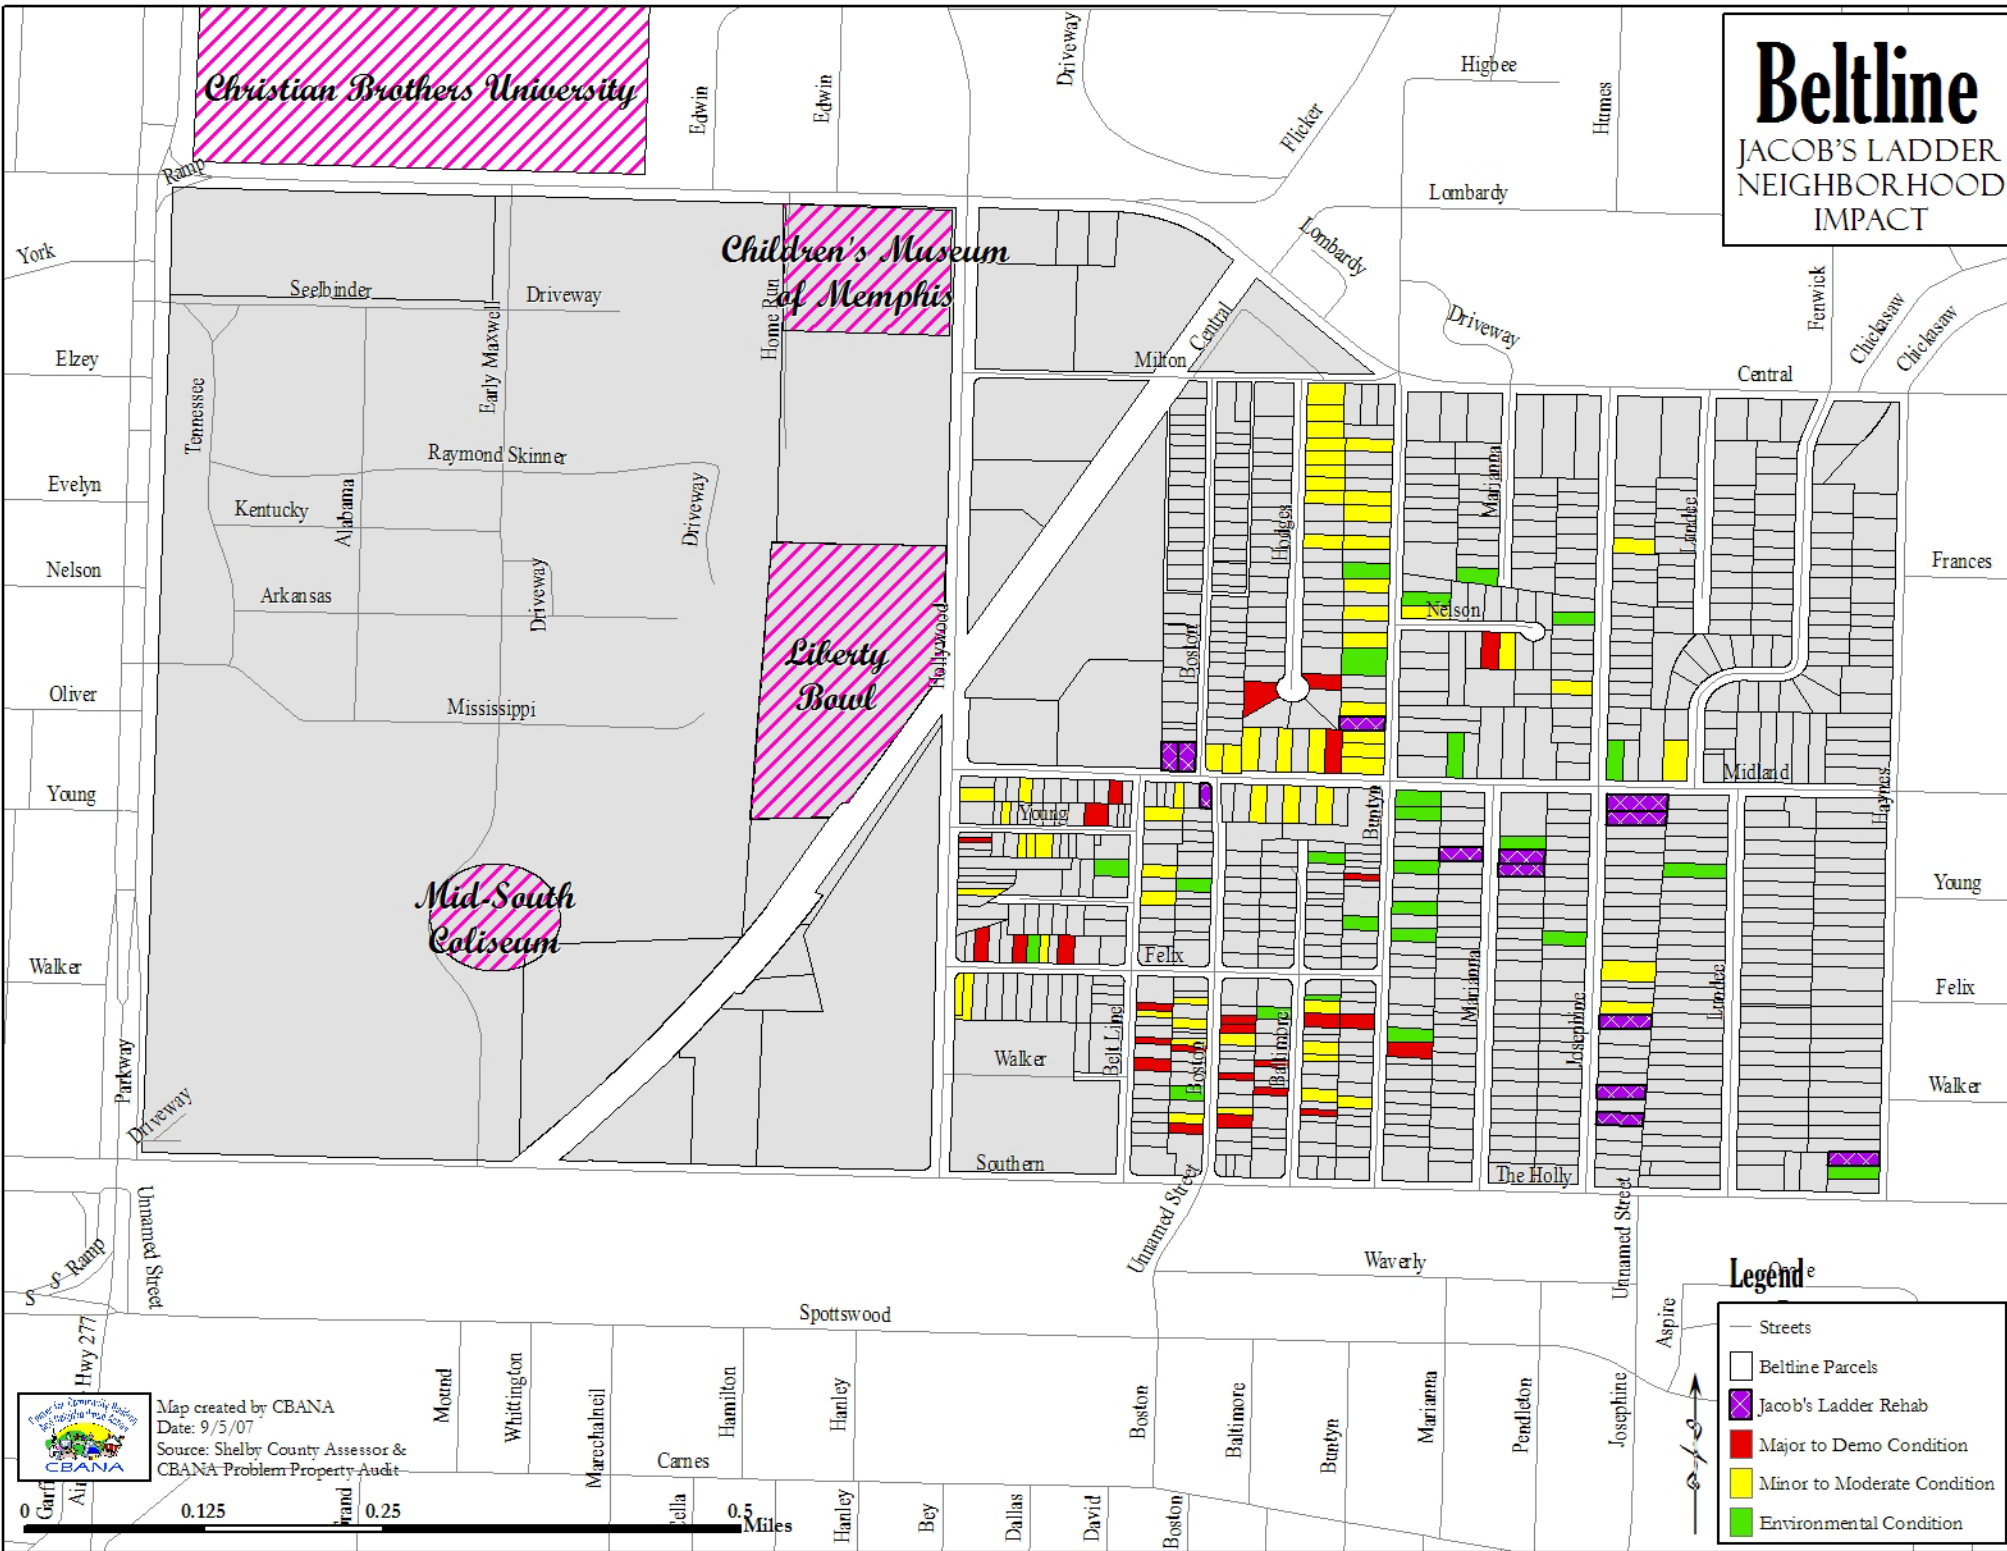 Beltline
JACOB'S LADDER
NEIGHBORHOOD
IMPACT
Christian Brothers University
Edwin
Edwin
Driveway
Flicker
Higbee
Humes
Ramp
Lombardy
Lombardy
York
Children's Museum
of Memphis
Home Run
Seelbinder
Driveway
Early Maxwell
Central
Milton
Driveway
Fenwick
Chickasaw
Chickasaw
Central
Elzey
Tennessee
Raymond Skinner
Evelyn
Kentucky
Alabama
Driveway
Hodges
Marianna
Lundee
Frances
Nelson
Arkansas
Driveway
Nelson
Hollywood
Liberty
Bowl
Boston
Oliver
Mississippi
Young
Midland
Haynes
Young
Buntyn
Mid-South
Coliseum
Young
Walker
Felix
Marianna
Josephine
Lundee
Felix
Parkway
Walker
Belt Line
Boston
Baltimore
Walker
Driveway
Southern
The Holly
Unnamed Street
Unnamed Street
Unnamed Street
S Ramp
S
Waverly
Spottswood
Aspire
Hwy 277
Mound
Whittington
Marechalneil
Hamilton
Hanley
Boston
Baltimore
Buntyn
Marianna
Pendleton
Josephine
Carnes
Hanley
Bey
Dallas
David
Boston
Legend
Streets
Beltline Parcels
Jacob's Ladder Rehab
Major to Demo Condition
Minor to Moderate Condition
Environmental Condition
CBANA
Map created by CBANA
Date: 9/5/07
Source: Shelby County Assessor &
CBANA Problem Property Audit
0 0.125 0.25 0.5
Miles